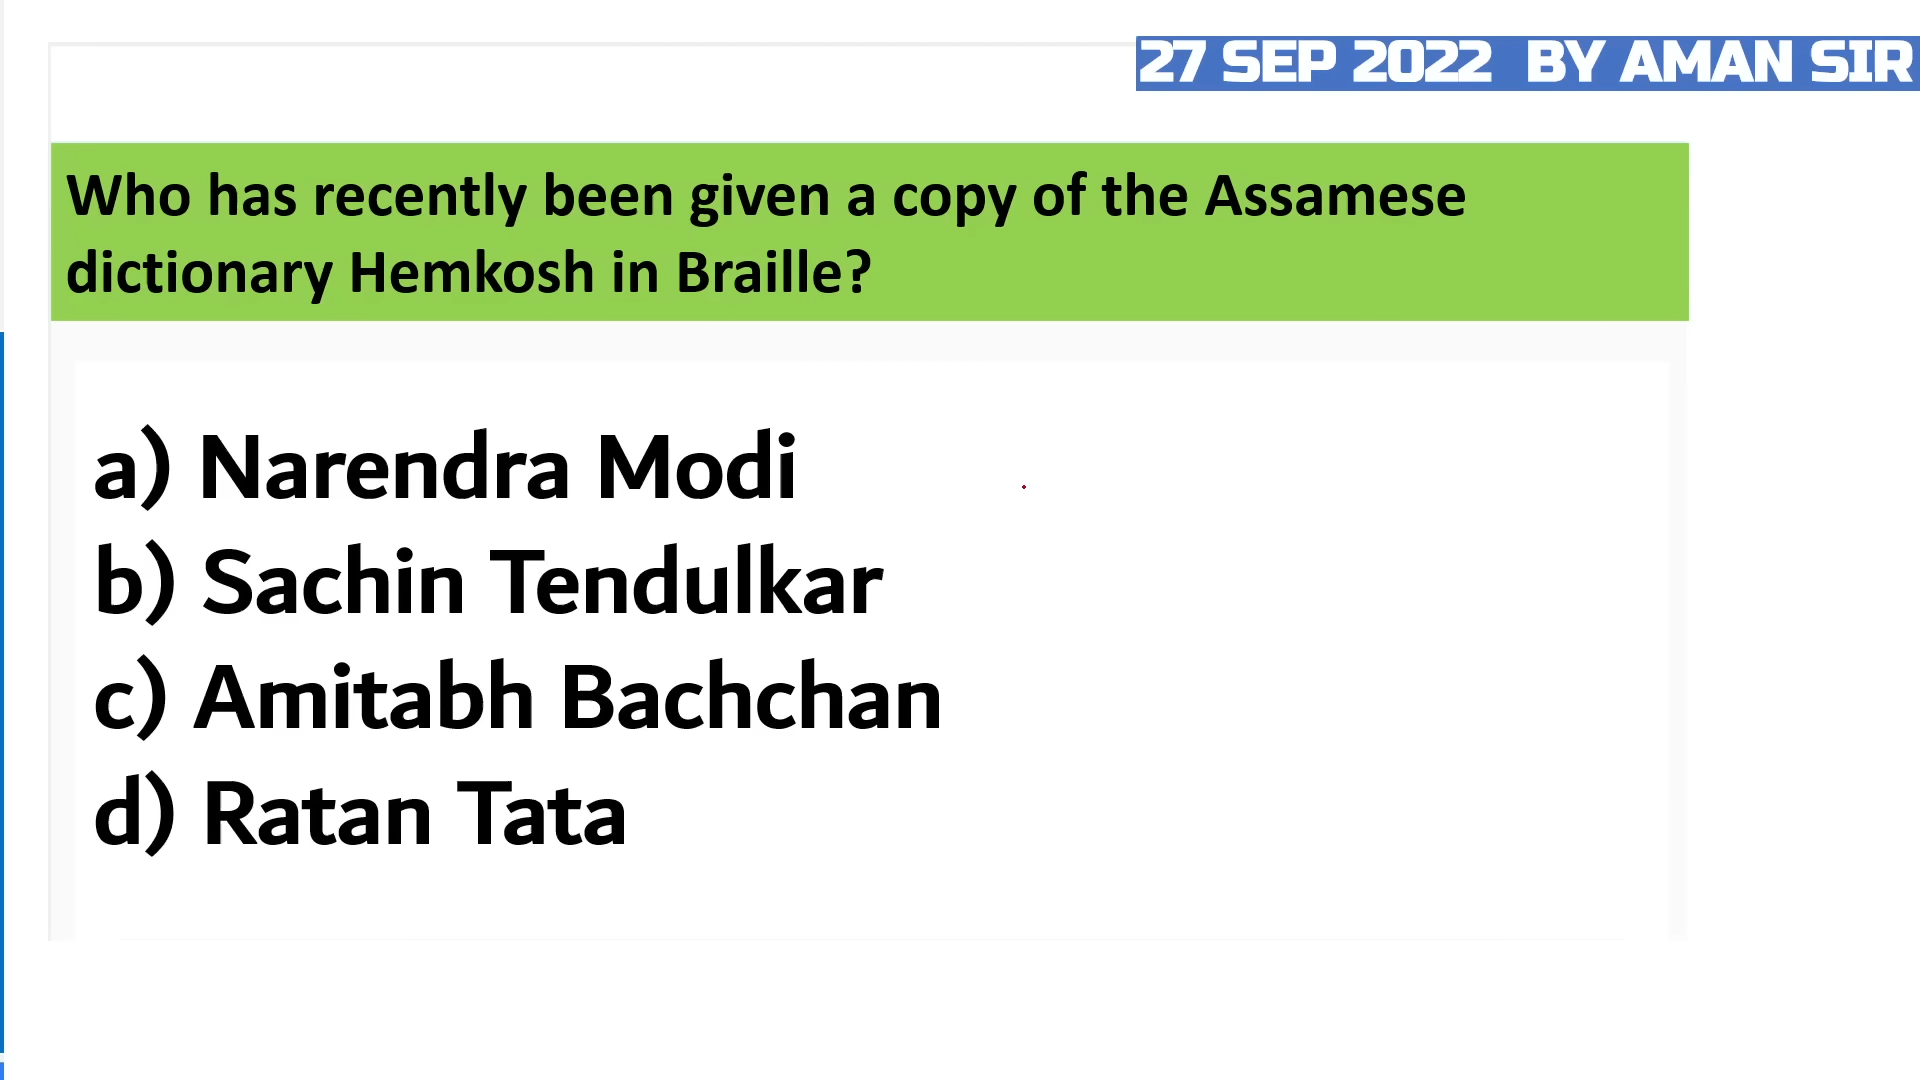 27 SEP 2022 BY AMAN SIR
Who has recently been given a copy of the Assamese
dictionary Hemkosh in Braille?
a) Narendra Modi
b) Sachin Tendulkar
c) Amitabh Bachchan
d) Ratan Tata